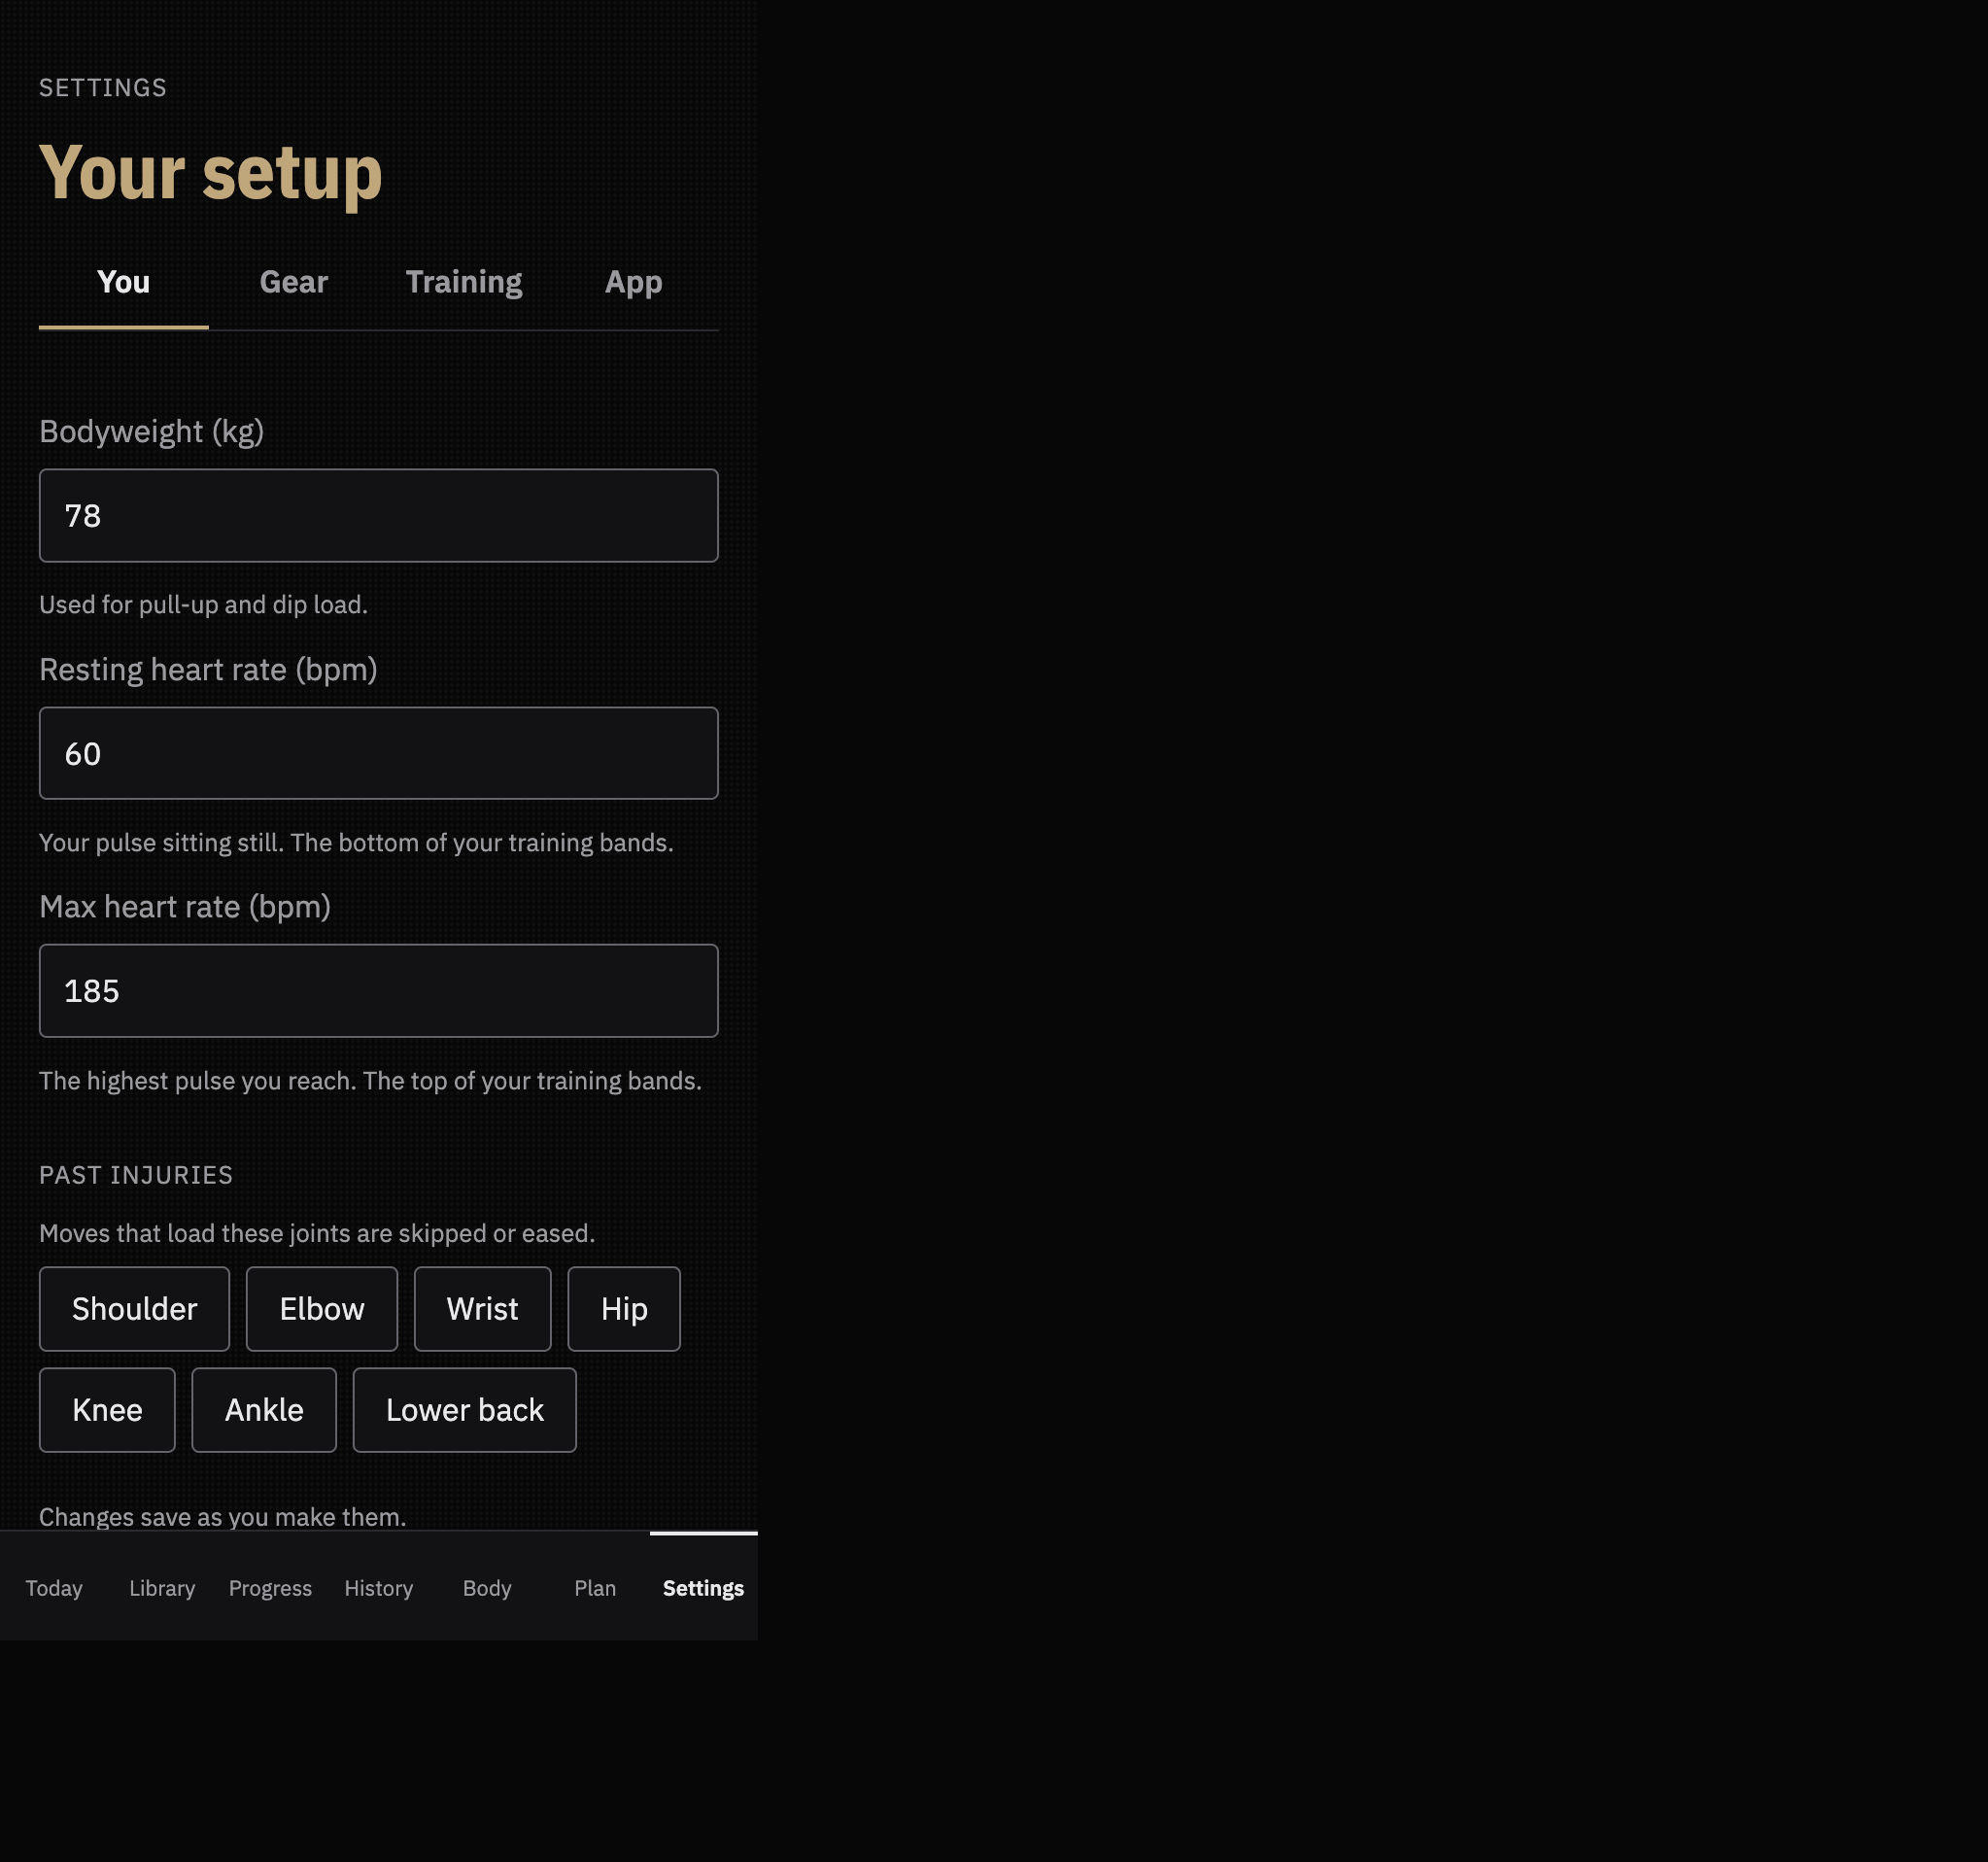 SETTINGS
Your setup
You Gear Training App
Bodyweight (kg)
78
Used for pull-up and dip load.
Resting heart rate (bpm)
60
Your pulse sitting still. The bottom of your training bands.
Max heart rate (bpm)
185
The highest pulse you reach. The top of your training bands.
PAST INJURIES
Moves that load these joints are skipped or eased.
Shoulder Elbow Wrist Hip
Knee Ankle Lower back
Changes save as you make them.
Today Library Progress History Body Plan Settings